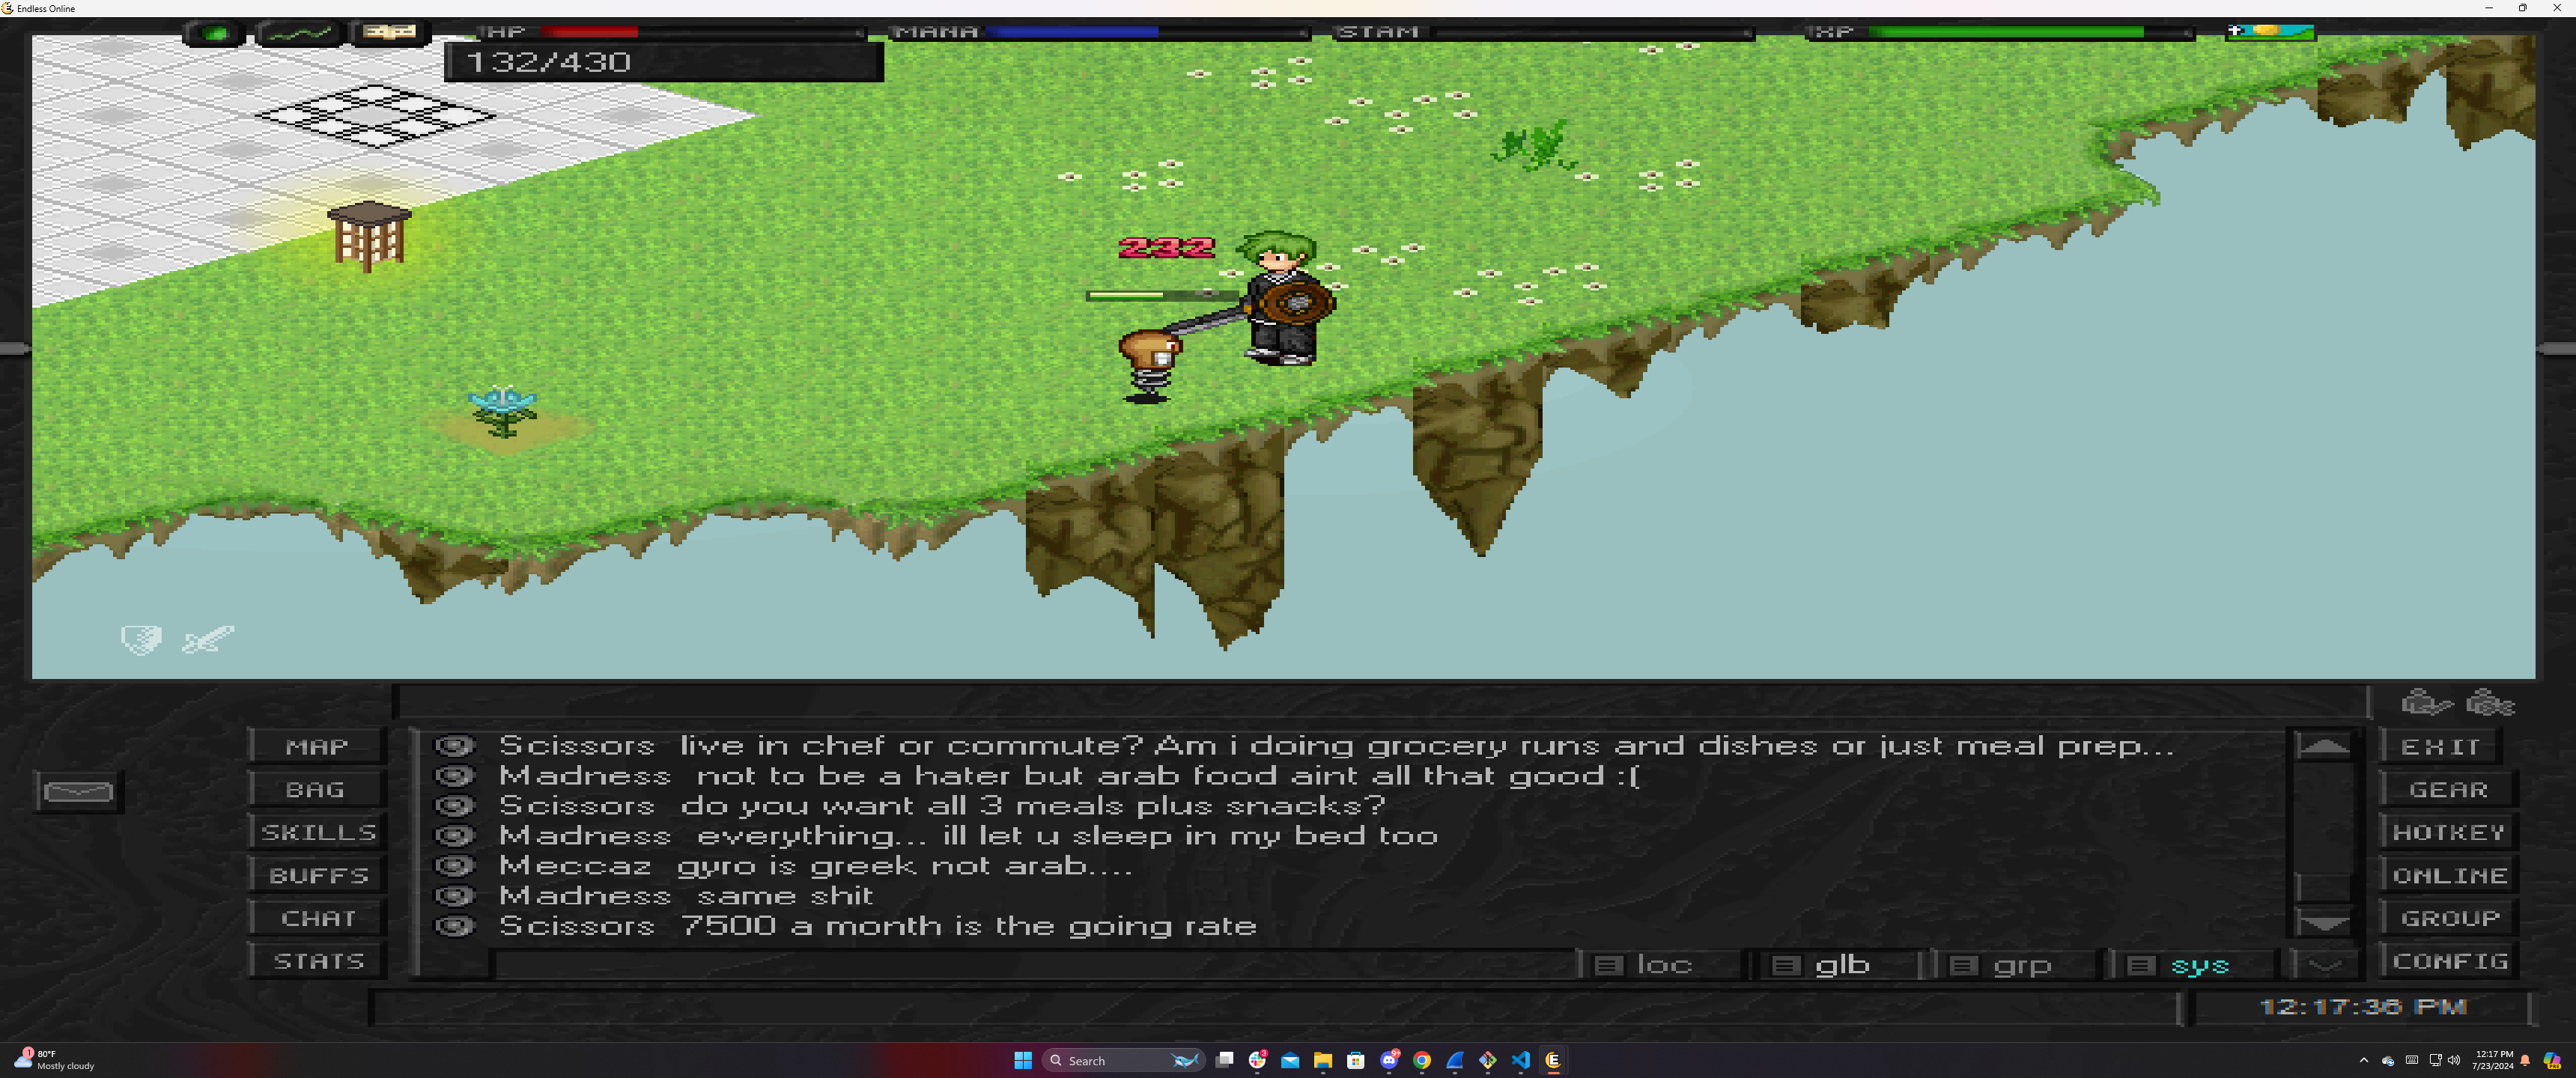 Endless Online
HP
MANA
STAM
XP
132/430
232
MAP
BAG
SKILLS
BUFFS
CHAT
STATS
Scissors live in chef or commute? Am i doing grocery runs and dishes or just meal prep...
Madness not to be a hater but arab food aint all that good :(
Scissors do you want all 3 meals plus snacks?
Madness everything... ill let u sleep in my bed too
Meccaz gyro is greek not arab....
Madness same shit
Scissors 7500 a month is the going rate
loc
glb
grp
sys
EXIT
GEAR
HOTKEY
ONLINE
GROUP
CONFIG
12:17:36 PM
1
80°F
Mostly cloudy
Search
3
9+
E
12:17 PM
7/23/2024